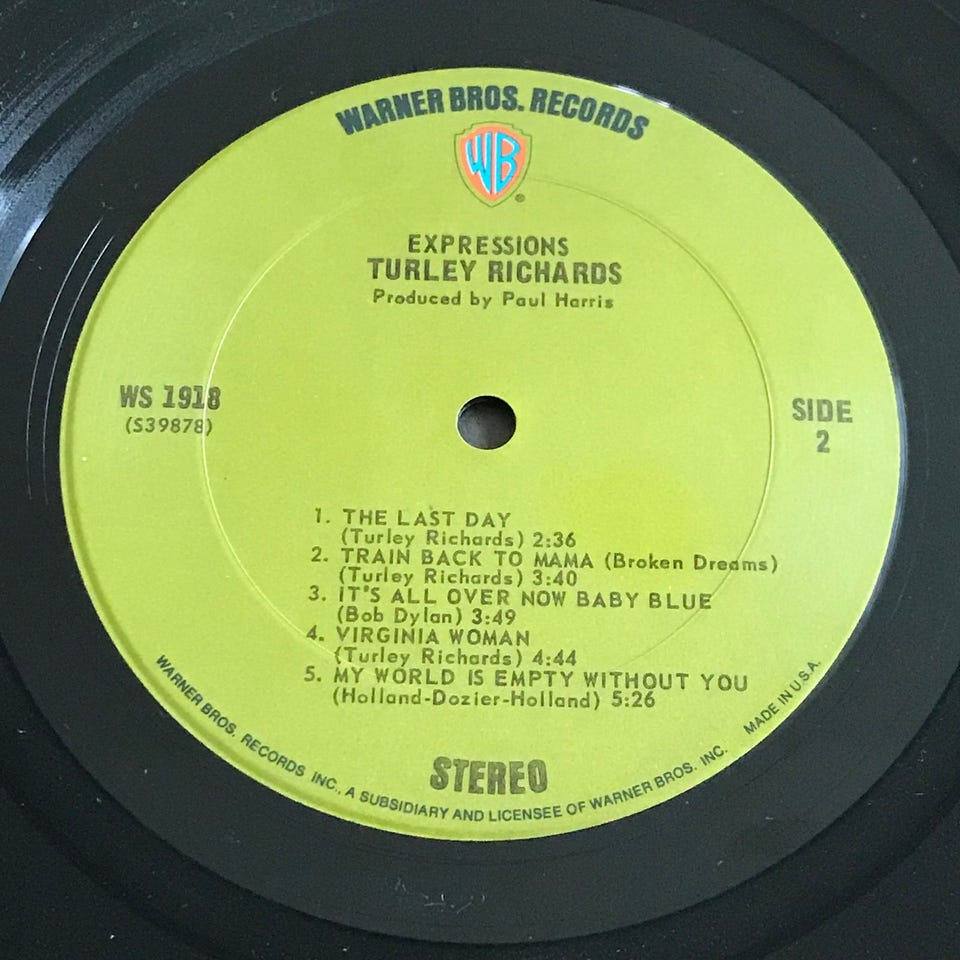 WARNER BROS. RECORDS
WB
®
EXPRESSIONS
TURLEY RICHARDS
Produced by Paul Harris
WS 1918
(S39878)
SIDE
2
1. THE LAST DAY
(Turley Richards) 2:36
2. TRAIN BACK TO MAMA (Broken Dreams)
(Turley Richards) 3:40
3. IT'S ALL OVER NOW BABY BLUE
(Bob Dylan) 3:49
4. VIRGINIA WOMAN
(Turley Richards) 4:44
5. MY WORLD IS EMPTY WITHOUT YOU
(Holland-Dozier-Holland) 5:26
STEREO
WARNER BROS. RECORDS INC., A SUBSIDIARY AND LICENSEE OF WARNER BROS. INC. MADE IN U.S.A.